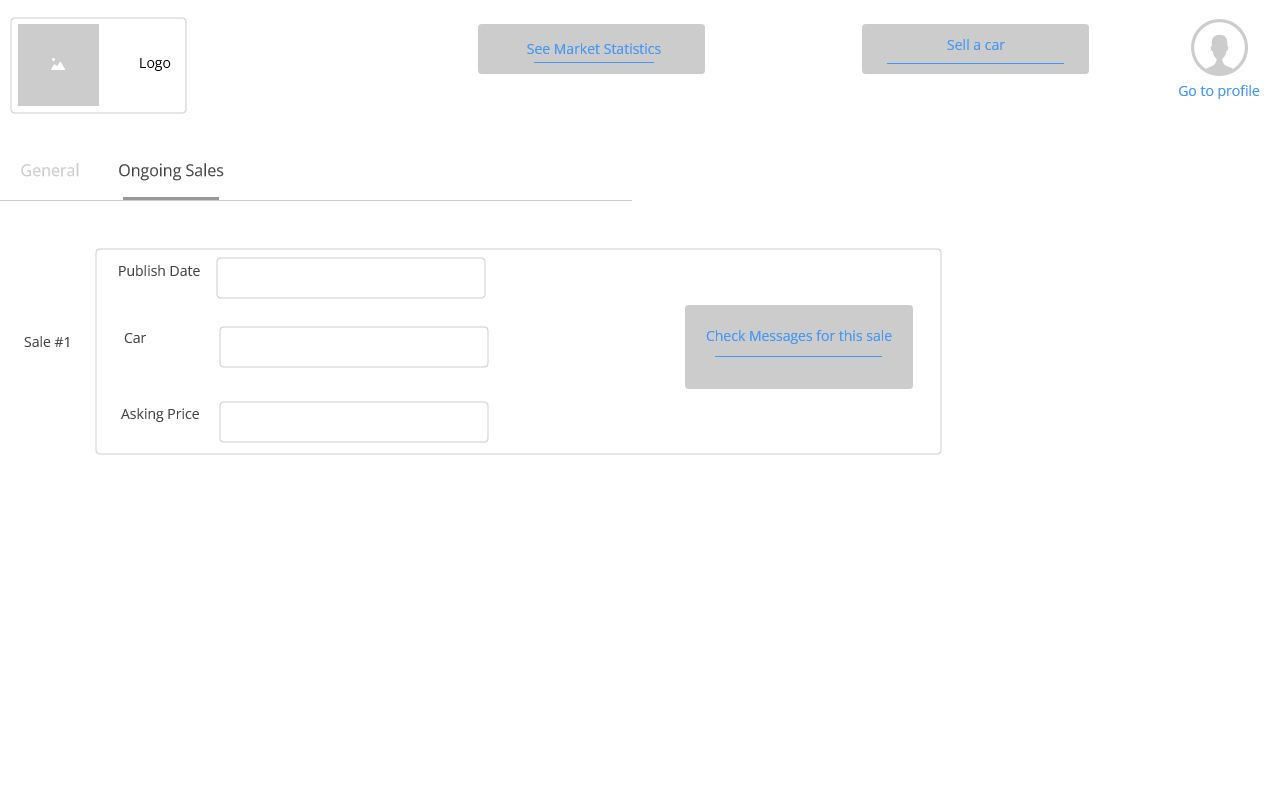 Logo
See Market Statistics
Sell a car
Go to profile
General
Ongoing Sales
Publish Date
Sale #1
Car
Check Messages for this sale
Asking Price